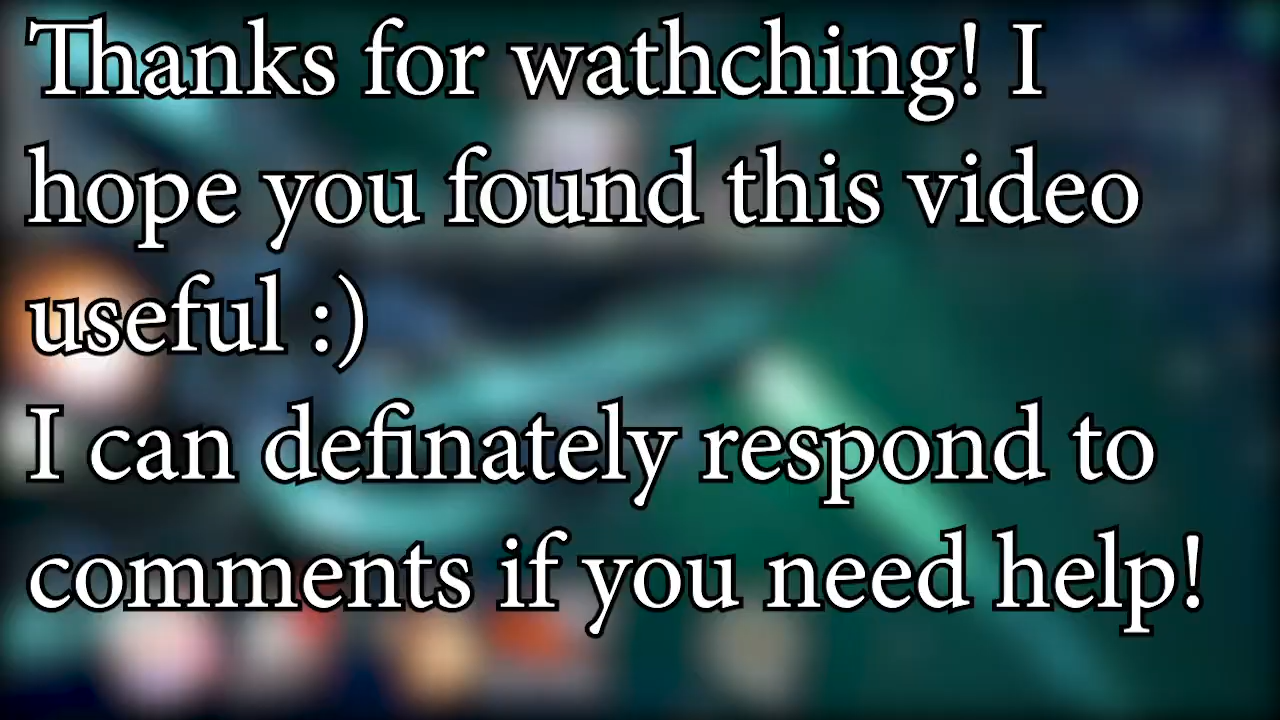 Thanks for wathching! I
hope you found this video
useful :)
I can definately respond to
comments if you need help!